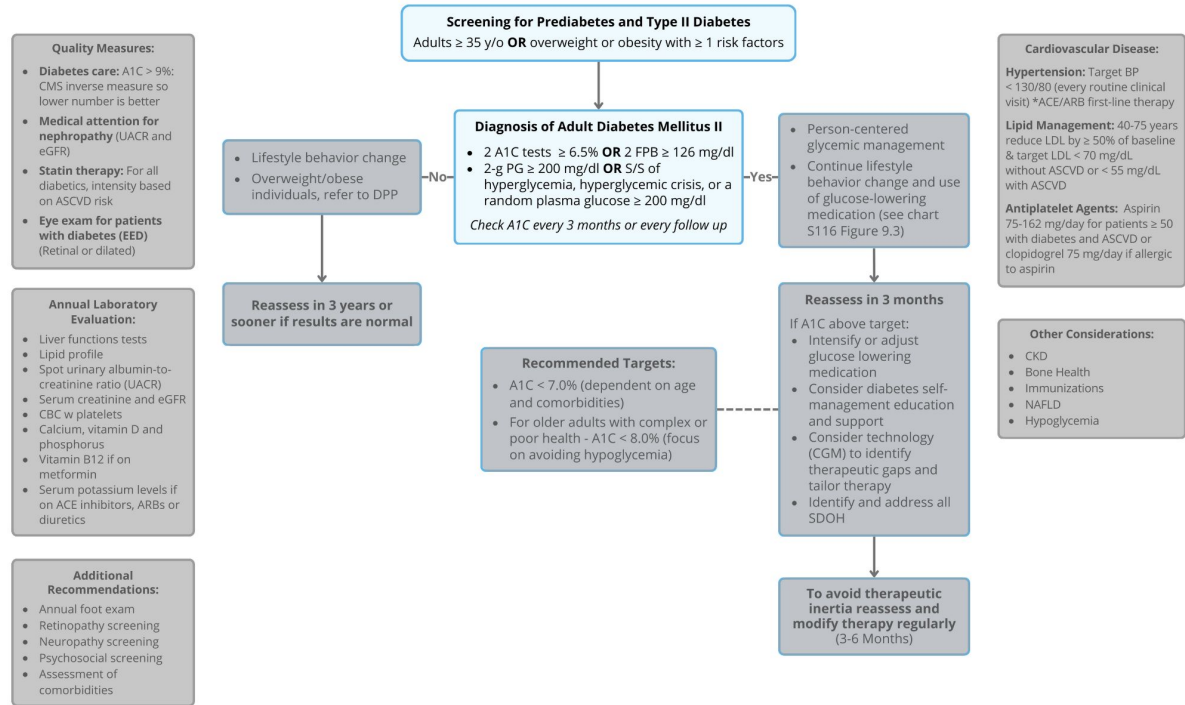 Screening for Prediabetes and Type II Diabetes
Adults ≥ 35 y/o OR overweight or obesity with ≥ 1 risk factors
Quality Measures:
• Diabetes care: A1C > 9%:
CMS inverse measure so
lower number is better
• Medical attention for
nephropathy (UACR and
eGFR)
• Statin therapy: For all
diabetics, intensity based
on ASCVD risk
• Eye exam for patients
with diabetes (EED)
(Retinal or dilated)
Annual Laboratory
Evaluation:
• Liver functions tests
• Lipid profile
• Spot urinary albumin-to-
creatinine ratio (UACR)
• Serum creatinine and eGFR
• CBC w platelets
• Calcium, vitamin D and
phosphorus
• Vitamin B12 if on
metformin
• Serum potassium levels if
on ACE inhibitors, ARBs or
diuretics
Additional
Recommendations:
• Annual foot exam
• Retinopathy screening
• Neuropathy screening
• Psychosocial screening
• Assessment of
comorbidities
• Lifestyle behavior change
• Overweight/obese
individuals, refer to DPP
No
Diagnosis of Adult Diabetes Mellitus II
• 2 A1C tests ≥ 6.5% OR 2 FPB ≥ 126 mg/dl
• 2-g PG ≥ 200 mg/dl OR S/S of
hyperglycemia, hyperglycemic crisis, or a
random plasma glucose ≥ 200 mg/dl
Check A1C every 3 months or every follow up
Yes
• Person-centered
glycemic management
• Continue lifestyle
behavior change and use
of glucose-lowering
medication (see chart
S116 Figure 9.3)
Reassess in 3 years or
sooner if results are normal
Recommended Targets:
• A1C < 7.0% (dependent on age
and comorbidities)
• For older adults with complex or
poor health - A1C < 8.0% (focus
on avoiding hypoglycemia)
Reassess in 3 months
If A1C above target:
• Intensify or adjust
glucose lowering
medication
• Consider diabetes self-
management education
and support
• Consider technology
(CGM) to identify
therapeutic gaps and
tailor therapy
• Identify and address all
SDOH
To avoid therapeutic
inertia reassess and
modify therapy regularly
(3-6 Months)
Cardiovascular Disease:
Hypertension: Target BP
< 130/80 (every routine clinical
visit) *ACE/ARB first-line therapy
Lipid Management: 40-75 years
reduce LDL by ≥ 50% of baseline
& target LDL < 70 mg/dL
without ASCVD or < 55 mg/dL
with ASCVD
Antiplatelet Agents: Aspirin
75-162 mg/day for patients ≥ 50
with diabetes and ASCVD or
clopidogrel 75 mg/day if allergic
to aspirin
Other Considerations:
• CKD
• Bone Health
• Immunizations
• NAFLD
• Hypoglycemia